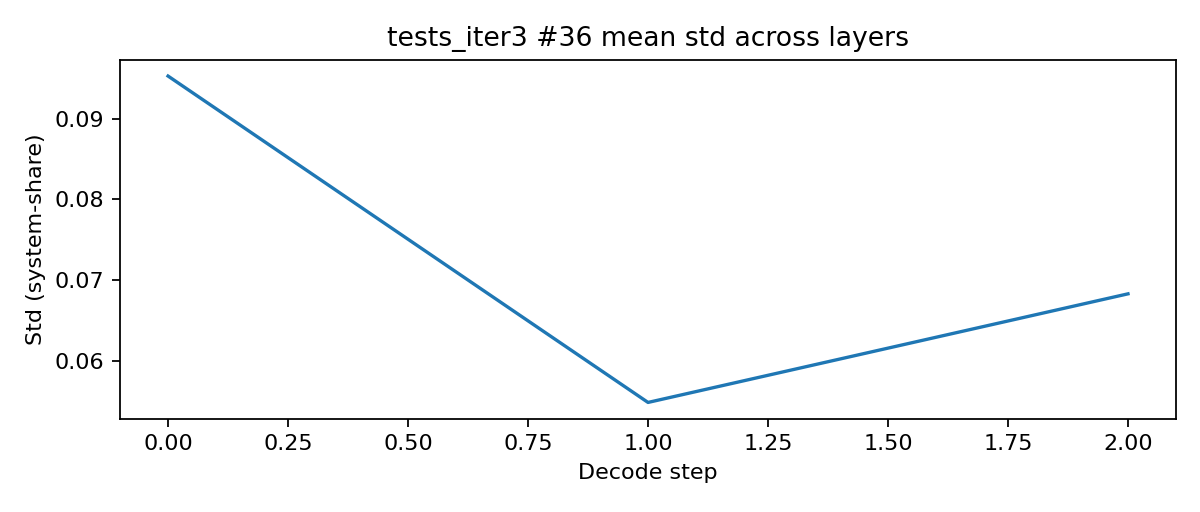 tests_iter3 #36 mean std across layers
Std (system-share)
0.09
0.08
0.07
0.06
0.00 0.25 0.50 0.75 1.00 1.25 1.50 1.75 2.00
Decode step